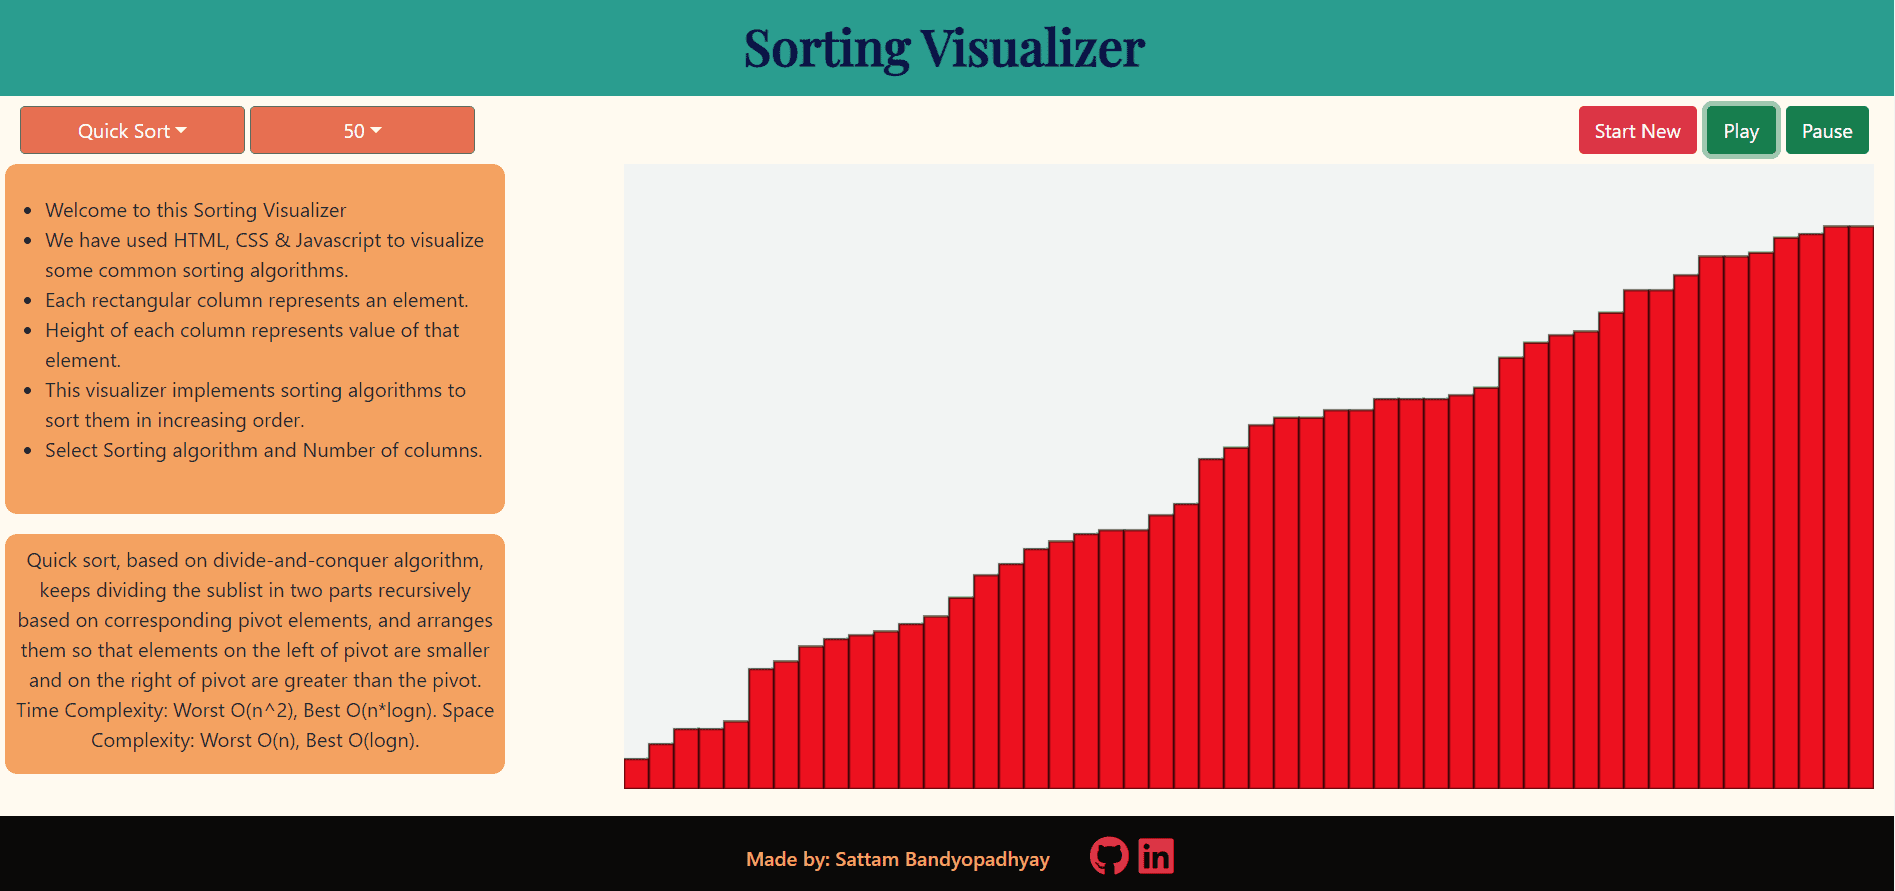 Sorting Visualizer
Quick Sort
50
Start New
Play
Pause
Welcome to this Sorting Visualizer
We have used HTML, CSS & Javascript to visualize
some common sorting algorithms.
Each rectangular column represents an element.
Height of each column represents value of that
element.
This visualizer implements sorting algorithms to
sort them in increasing order.
Select Sorting algorithm and Number of columns.
Quick sort, based on divide-and-conquer algorithm,
keeps dividing the sublist in two parts recursively
based on corresponding pivot elements, and arranges
them so that elements on the left of pivot are smaller
and on the right of pivot are greater than the pivot.
Time Complexity: Worst O(n^2), Best O(n*logn). Space
Complexity: Worst O(n), Best O(logn).
Made by: Sattam Bandyopadhyay
in